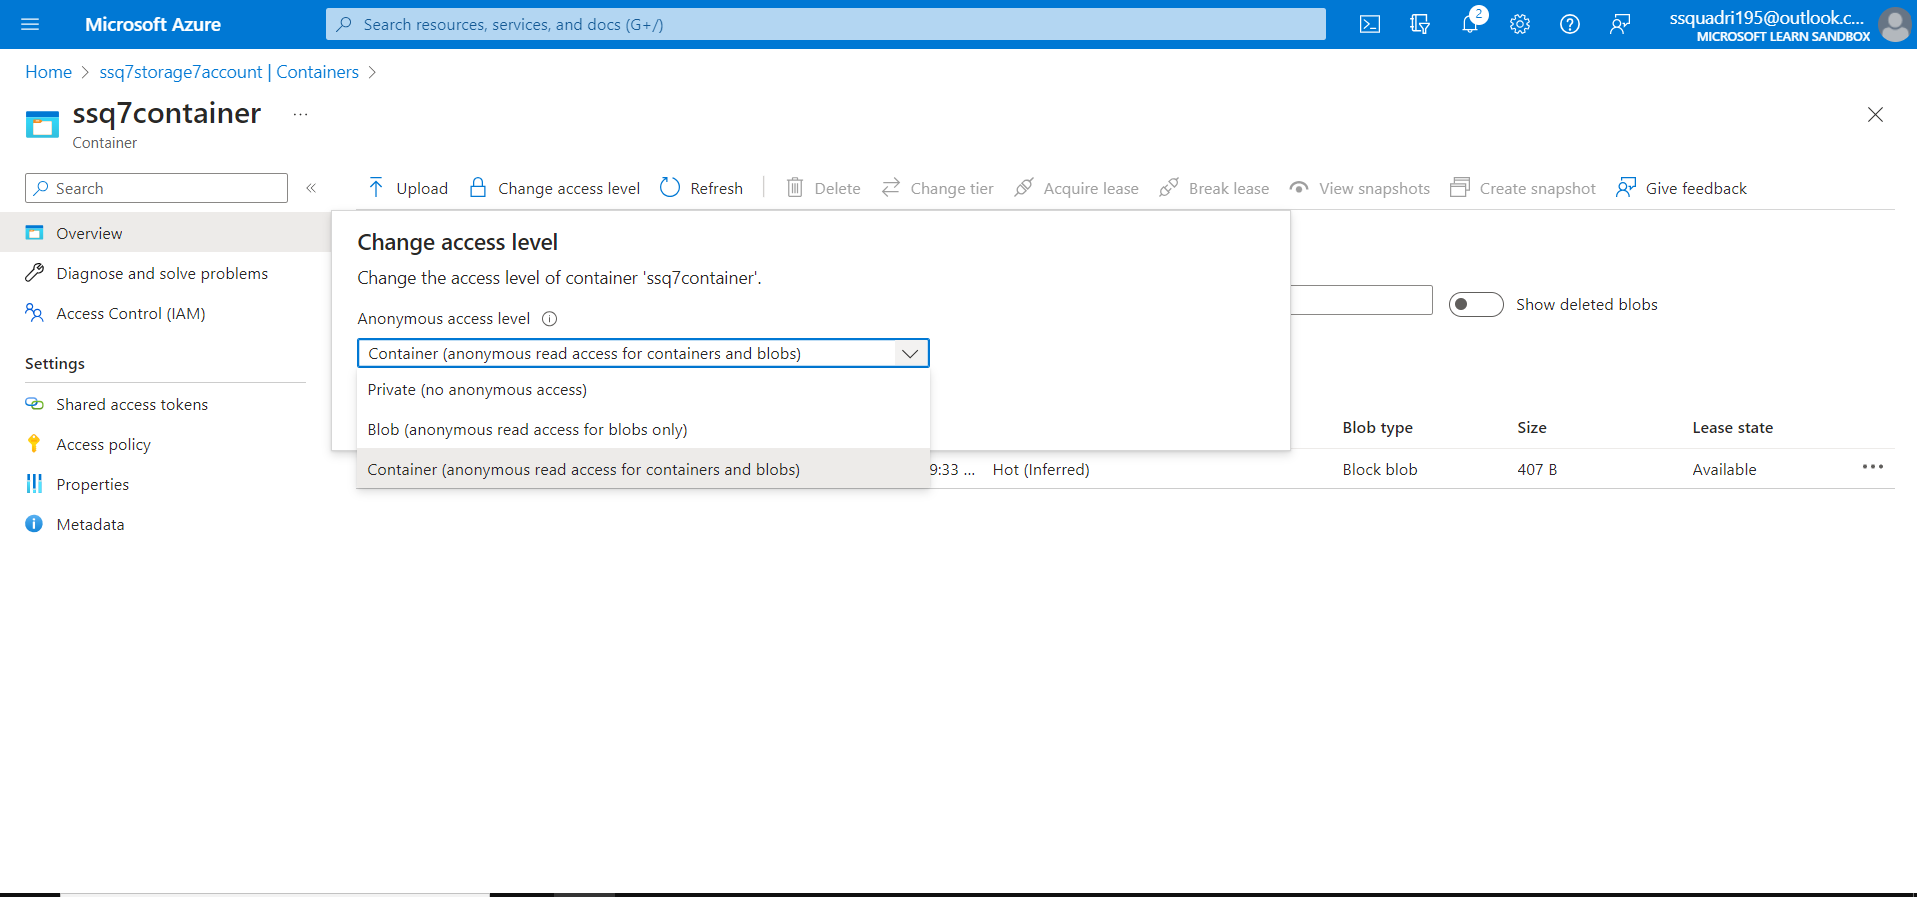 Microsoft Azure
Search resources, services, and docs (G+/)
2
ssquadri195@outlook.c...
MICROSOFT LEARN SANDBOX
Home > ssq7storage7account | Containers >
ssq7container ...
Container
Search «
Upload Change access level Refresh Delete Change tier Acquire lease Break lease View snapshots Create snapshot Give feedback
Overview
Diagnose and solve problems
Access Control (IAM)
Settings
Shared access tokens
Access policy
Properties
Metadata
Change access level
Change the access level of container 'ssq7container'.
Anonymous access level
Container (anonymous read access for containers and blobs)
Private (no anonymous access)
Blob (anonymous read access for blobs only)
Container (anonymous read access for containers and blobs)
Show deleted blobs
Blob type Size Lease state
9:33 ... Hot (Inferred) Block blob 407 B Available ...